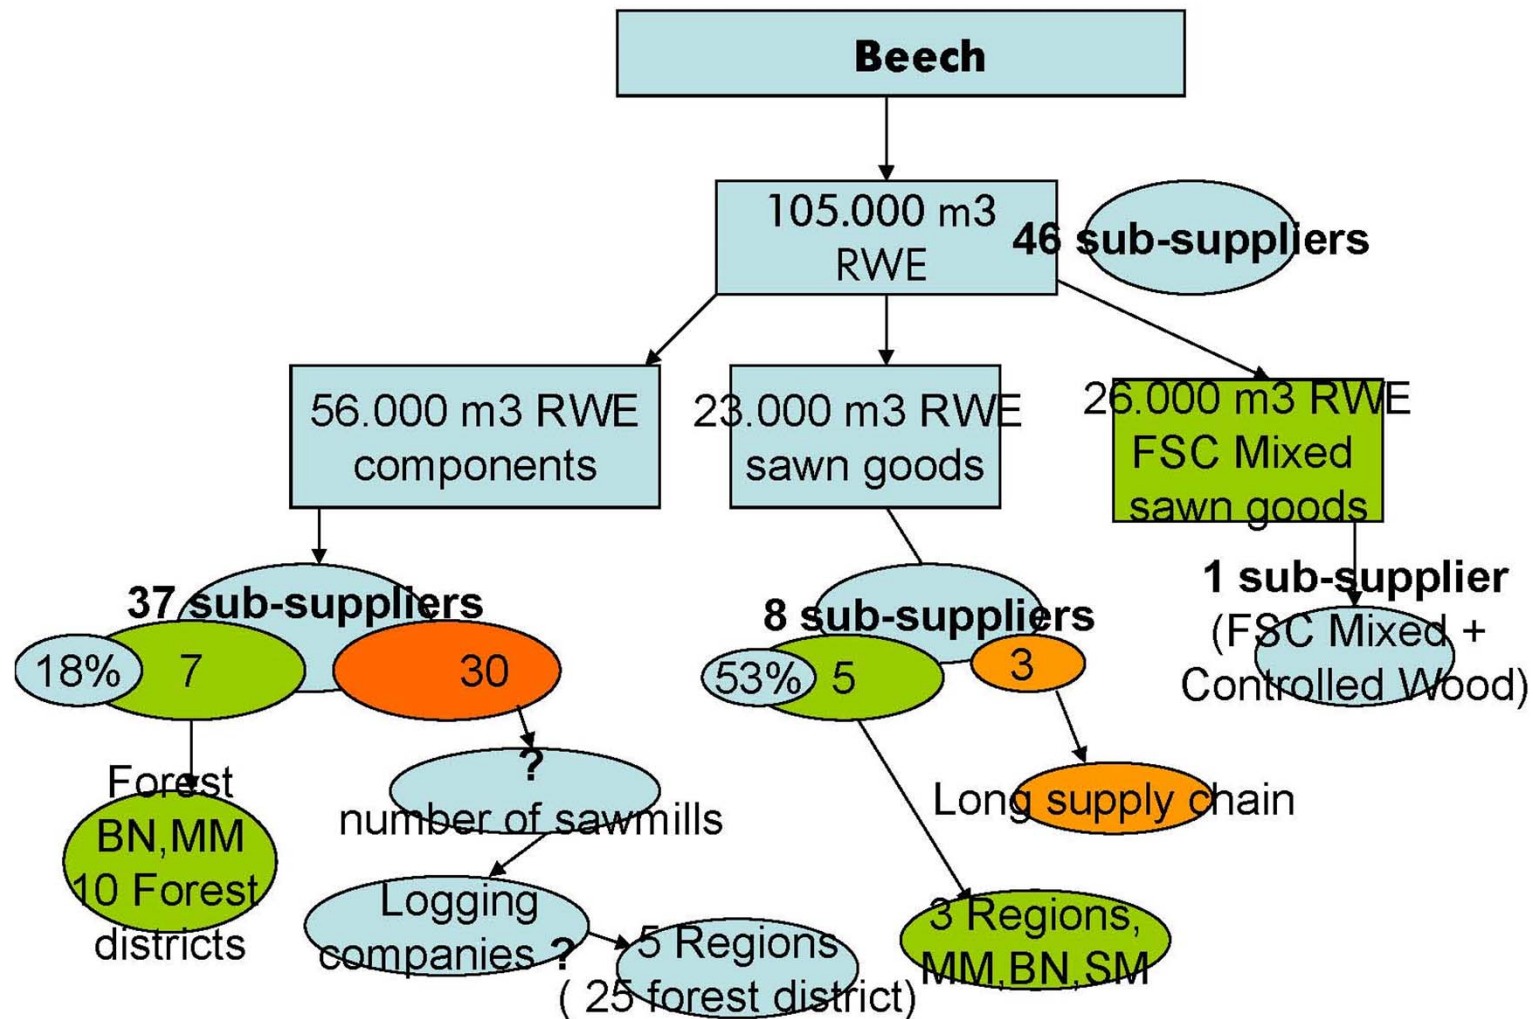 Beech
105.000 m3
RWE
46 sub-suppliers
56.000 m3 RWE
components
23.000 m3 RWE
sawn goods
26.000 m3 RWE
FSC Mixed
sawn goods
37 sub-suppliers
18%
7
30
8 sub-suppliers
53%
5
3
1 sub-supplier
(FSC Mixed +
Controlled Wood)
Forest
BN,MM
10 Forest
districts
?
number of sawmills
Long supply chain
Logging
companies ?
5 Regions
( 25 forest district)
3 Regions,
MM,BN,SM